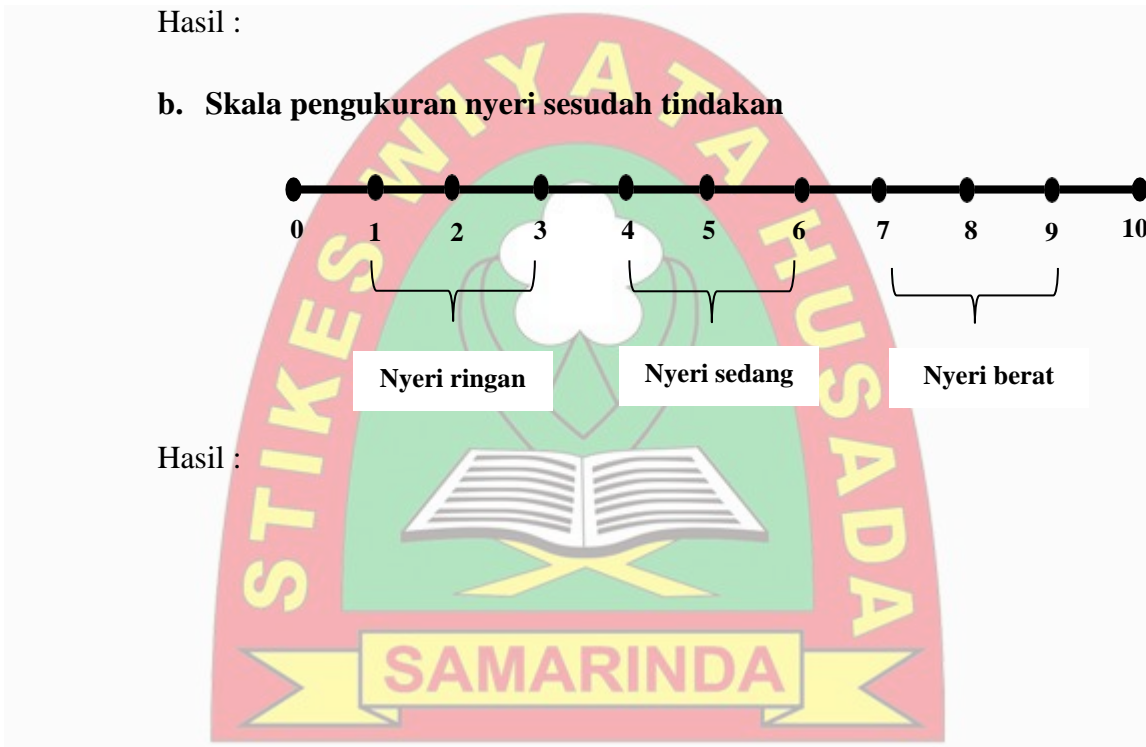 Hasil :
b. Skala pengukuran nyeri sesudah tindakan
0 1 2 3 4 5 6 7 8 9 10
Nyeri ringan Nyeri sedang Nyeri berat
Hasil :
STIKES WIYATA HUSADA
SAMARINDA